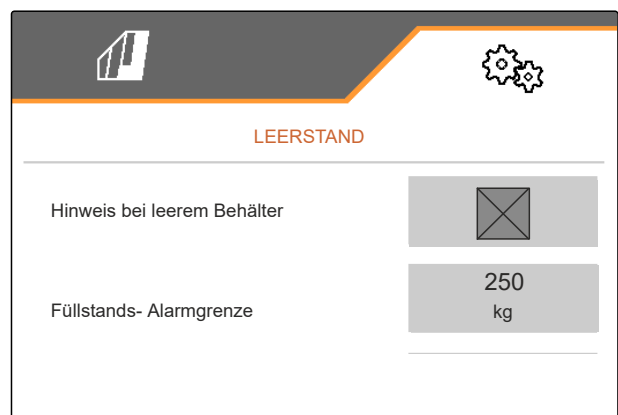 LEERSTAND
Hinweis bei leerem Behälter
Füllstands- Alarmgrenze
250
kg